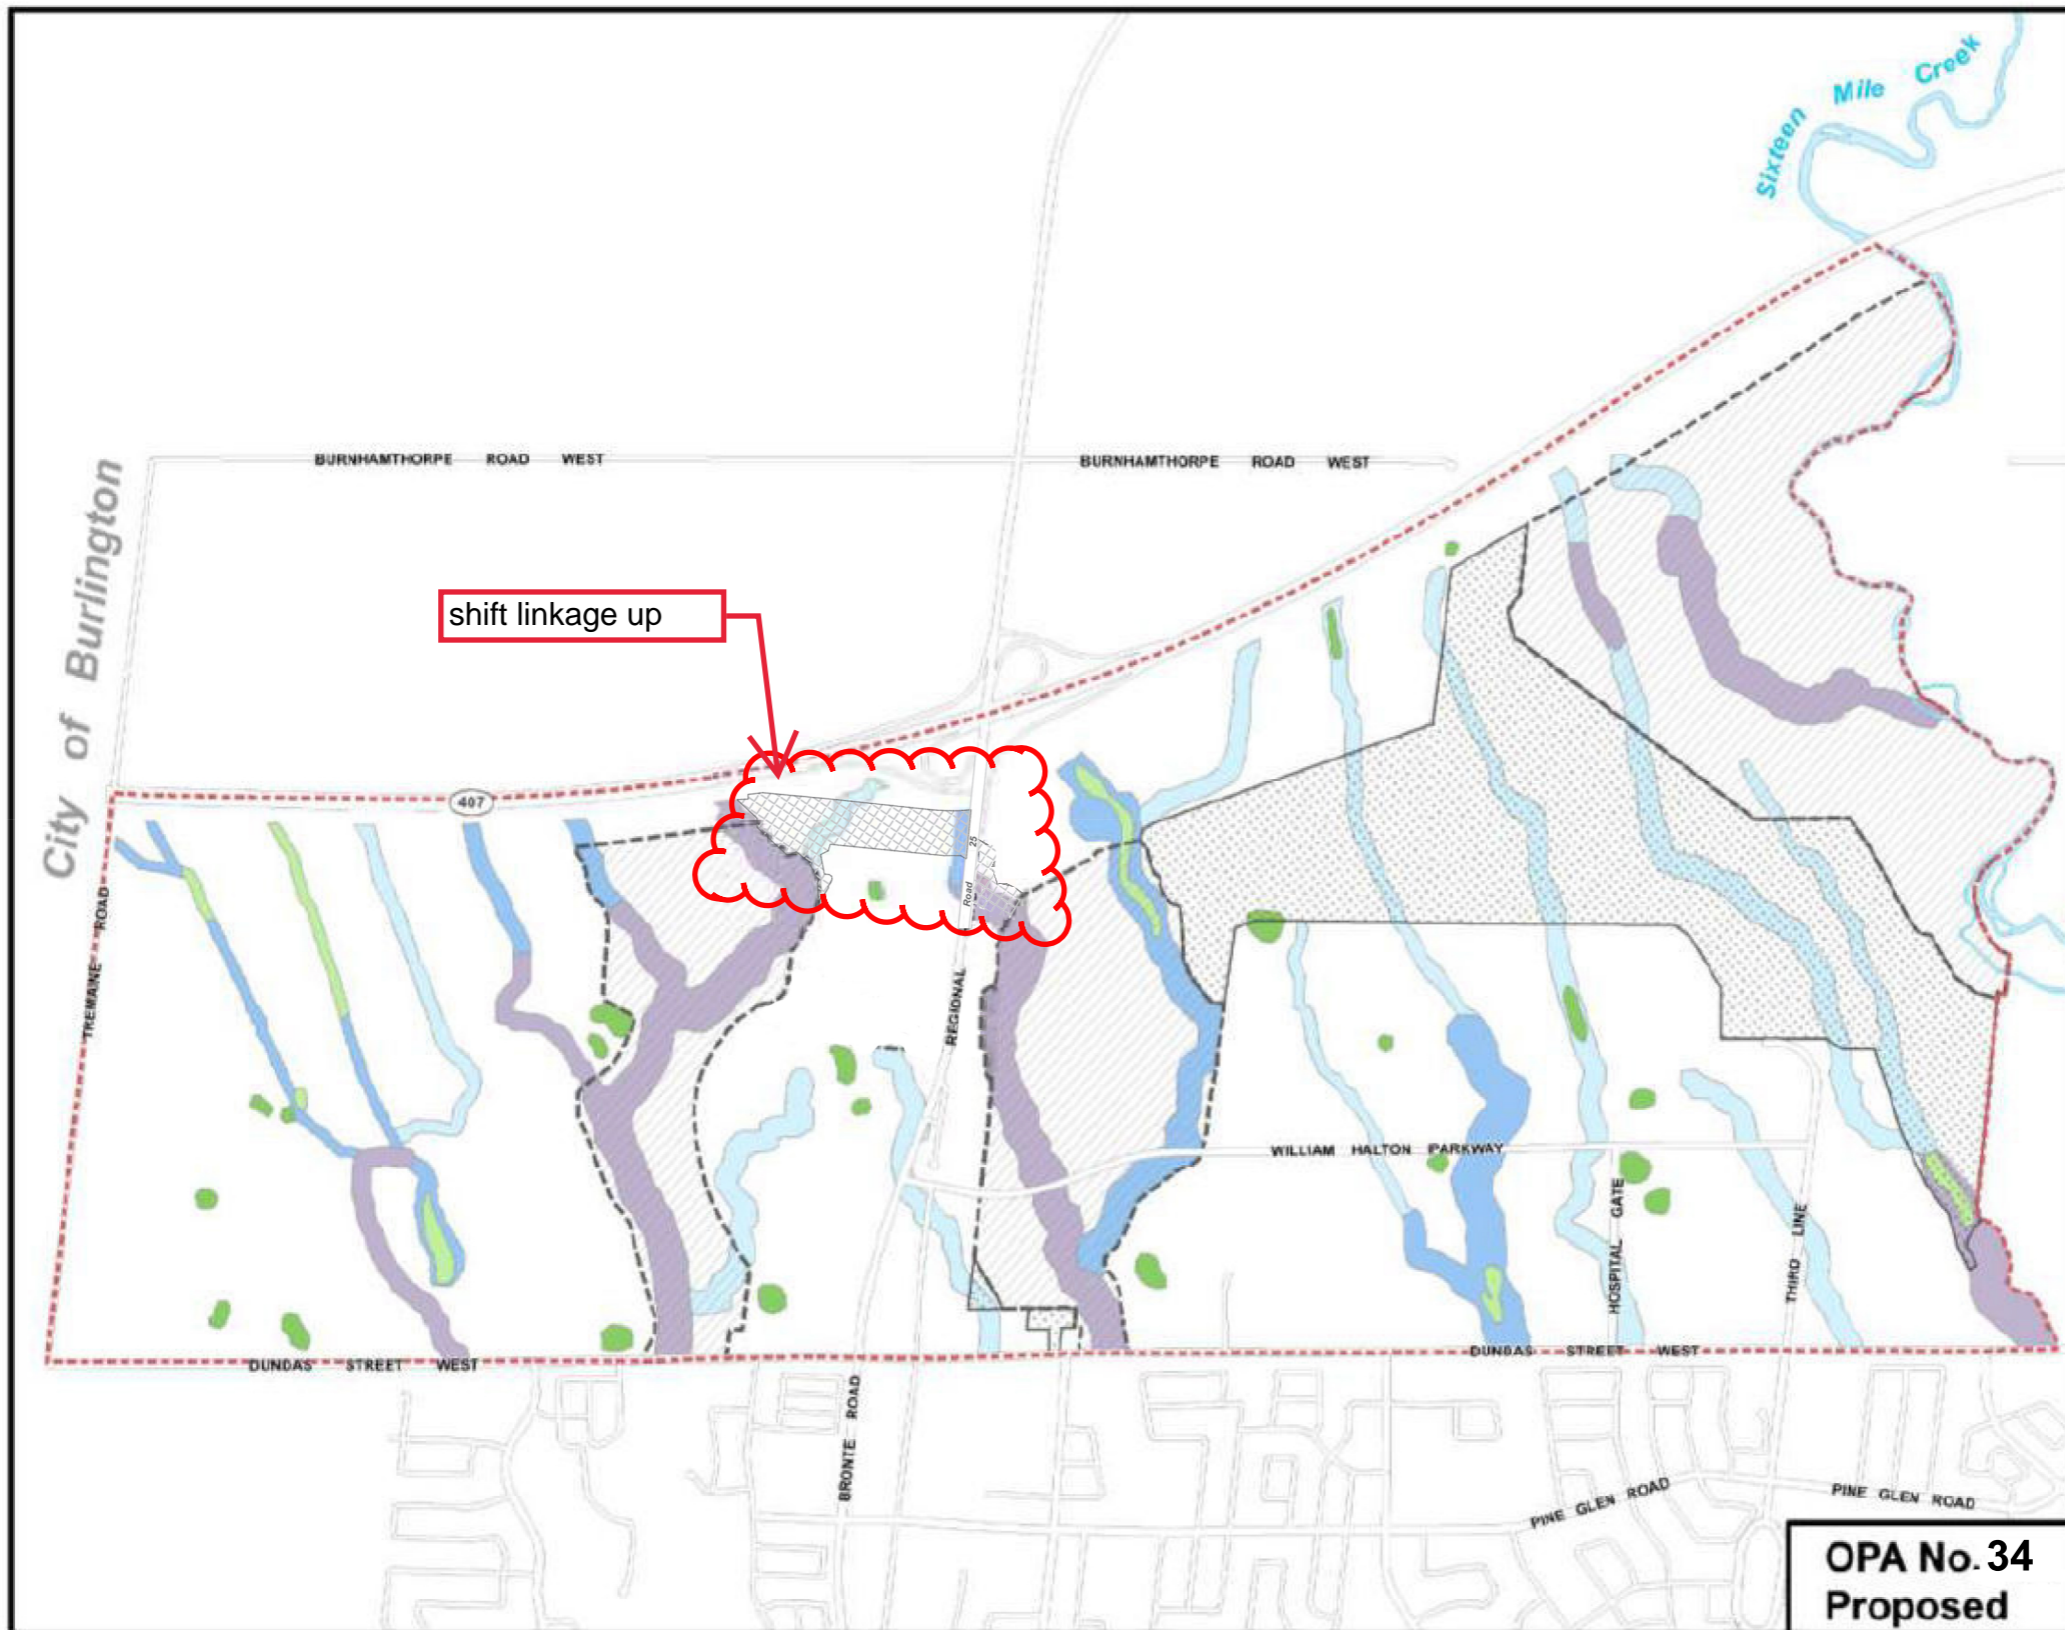 Sixteen Mile Creek
BURNHAMTHORPE ROAD WEST
BURNHAMTHORPE ROAD WEST
City of Burlington
shift linkage up
407
25
Road
REGIONAL
TREMAINE ROAD
WILLIAM HALTON PARKWAY
HOSPITAL GATE
THIRD LINE
DUNDAS STREET WEST
DUNDAS STREET WEST
BRONTE ROAD
PINE GLEN ROAD
PINE GLEN ROAD
OPA No. 34
Proposed